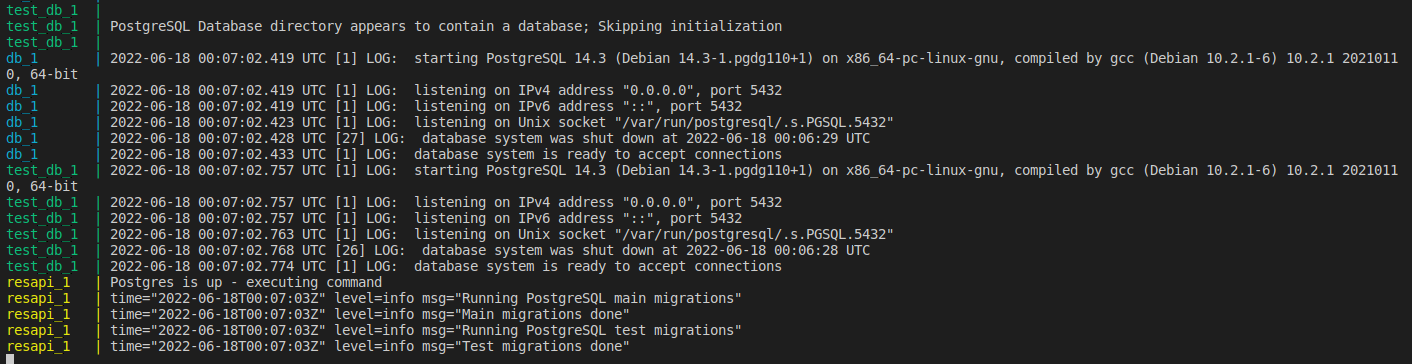 test_db_1  |
test_db_1  | PostgreSQL Database directory appears to contain a database; Skipping initialization
test_db_1  |
db_1       | 2022-06-18 00:07:02.419 UTC [1] LOG:  starting PostgreSQL 14.3 (Debian 14.3-1.pgdg110+1) on x86_64-pc-linux-gnu, compiled by gcc (Debian 10.2.1-6) 10.2.1 2021011
0, 64-bit
db_1       | 2022-06-18 00:07:02.419 UTC [1] LOG:  listening on IPv4 address "0.0.0.0", port 5432
db_1       | 2022-06-18 00:07:02.419 UTC [1] LOG:  listening on IPv6 address "::", port 5432
db_1       | 2022-06-18 00:07:02.423 UTC [1] LOG:  listening on Unix socket "/var/run/postgresql/.s.PGSQL.5432"
db_1       | 2022-06-18 00:07:02.428 UTC [27] LOG:  database system was shut down at 2022-06-18 00:06:29 UTC
db_1       | 2022-06-18 00:07:02.433 UTC [1] LOG:  database system is ready to accept connections
test_db_1  | 2022-06-18 00:07:02.757 UTC [1] LOG:  starting PostgreSQL 14.3 (Debian 14.3-1.pgdg110+1) on x86_64-pc-linux-gnu, compiled by gcc (Debian 10.2.1-6) 10.2.1 2021011
0, 64-bit
test_db_1  | 2022-06-18 00:07:02.757 UTC [1] LOG:  listening on IPv4 address "0.0.0.0", port 5432
test_db_1  | 2022-06-18 00:07:02.757 UTC [1] LOG:  listening on IPv6 address "::", port 5432
test_db_1  | 2022-06-18 00:07:02.763 UTC [1] LOG:  listening on Unix socket "/var/run/postgresql/.s.PGSQL.5432"
test_db_1  | 2022-06-18 00:07:02.768 UTC [26] LOG:  database system was shut down at 2022-06-18 00:06:28 UTC
test_db_1  | 2022-06-18 00:07:02.774 UTC [1] LOG:  database system is ready to accept connections
resapi_1   | Postgres is up - executing command
resapi_1   | time="2022-06-18T00:07:03Z" level=info msg="Running PostgreSQL main migrations"
resapi_1   | time="2022-06-18T00:07:03Z" level=info msg="Main migrations done"
resapi_1   | time="2022-06-18T00:07:03Z" level=info msg="Running PostgreSQL test migrations"
resapi_1   | time="2022-06-18T00:07:03Z" level=info msg="Test migrations done"